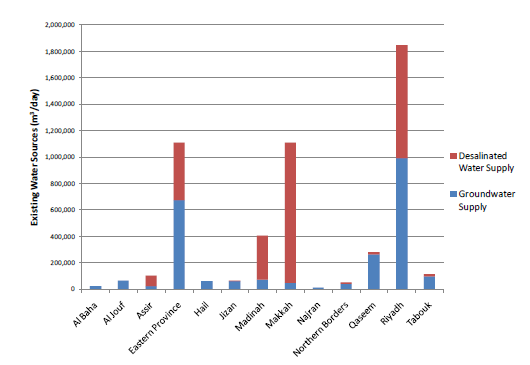 2,000,000
1,800,000
1,600,000
1,400,000
1,200,000
1,000,000
800,000
600,000
400,000
200,000
0
Existing Water Sources (m³/day)
Al Baha
Al Jouf
Assir
Eastern Province
Hail
Jizan
Madinah
Makkah
Najran
Northern Borders
Qaseem
Riyadh
Tabouk
Desalinated
Water Supply
Groundwater
Supply